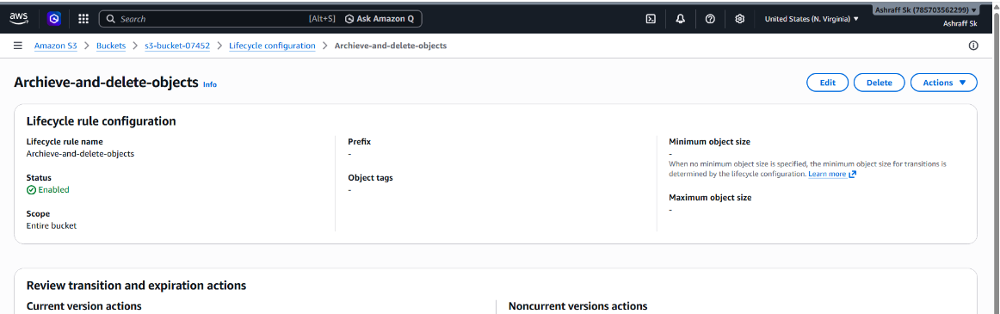 aws
Search [Alt+S] Ask Amazon Q
United States (N. Virginia)
Ashraff Sk (785703562299)
Ashraff Sk
Amazon S3 > Buckets > s3-bucket-07452 > Lifecycle configuration > Archieve-and-delete-objects
Archieve-and-delete-objects Info
Edit Delete Actions
Lifecycle rule configuration
Lifecycle rule name
Archieve-and-delete-objects
Status
Enabled
Scope
Entire bucket
Prefix
-
Object tags
-
Minimum object size
-
When no minimum object size is specified, the minimum object size for transitions is
determined by the lifecycle configuration. Learn more
Maximum object size
-
Review transition and expiration actions
Current version actions
Noncurrent versions actions